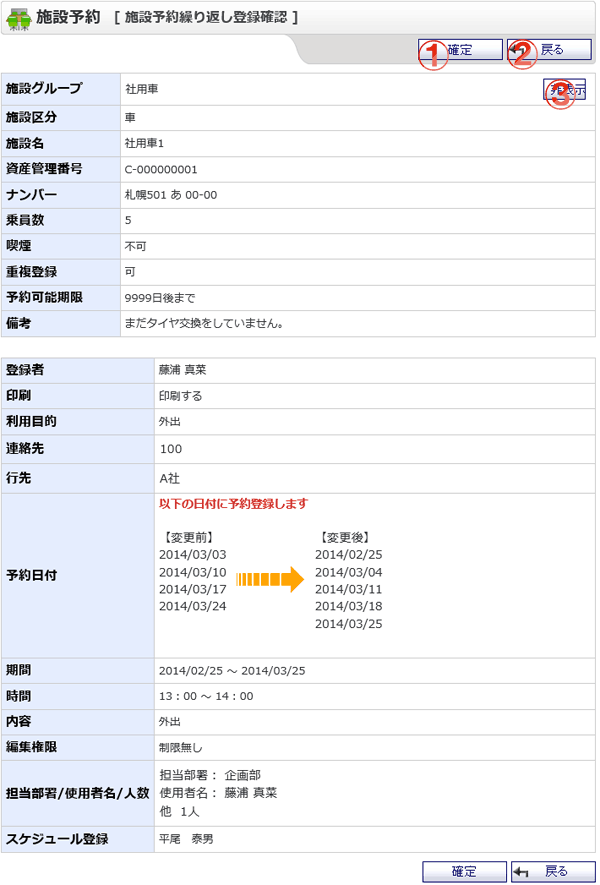 施設予約 [ 施設予約繰り返し登録確認 ]
① 確定 ② 戻る
施設グループ 社用車 ③ 非表示
施設区分 車
施設名 社用車1
資産管理番号 C-000000001
ナンバー 札幌501 あ 00-00
乗員数 5
喫煙 不可
重複登録 可
予約可能期限 9999日後まで
備考 まだタイヤ交換をしていません。
登録者 藤浦 真菜
印刷 印刷する
利用目的 外出
連絡先 100
行先 A社
以下の日付に予約登録します
予約日付
【変更前】 【変更後】
2014/03/03 2014/02/25
2014/03/10 2014/03/04
2014/03/17 2014/03/11
2014/03/24 2014/03/18
2014/03/25
期間 2014/02/25 ～ 2014/03/25
時間 13：00 ～ 14：00
内容 外出
編集権限 制限無し
担当部署/使用者名/人数
担当部署： 企画部
使用者名： 藤浦 真菜
他 1人
スケジュール登録 平尾　泰男
確定 戻る